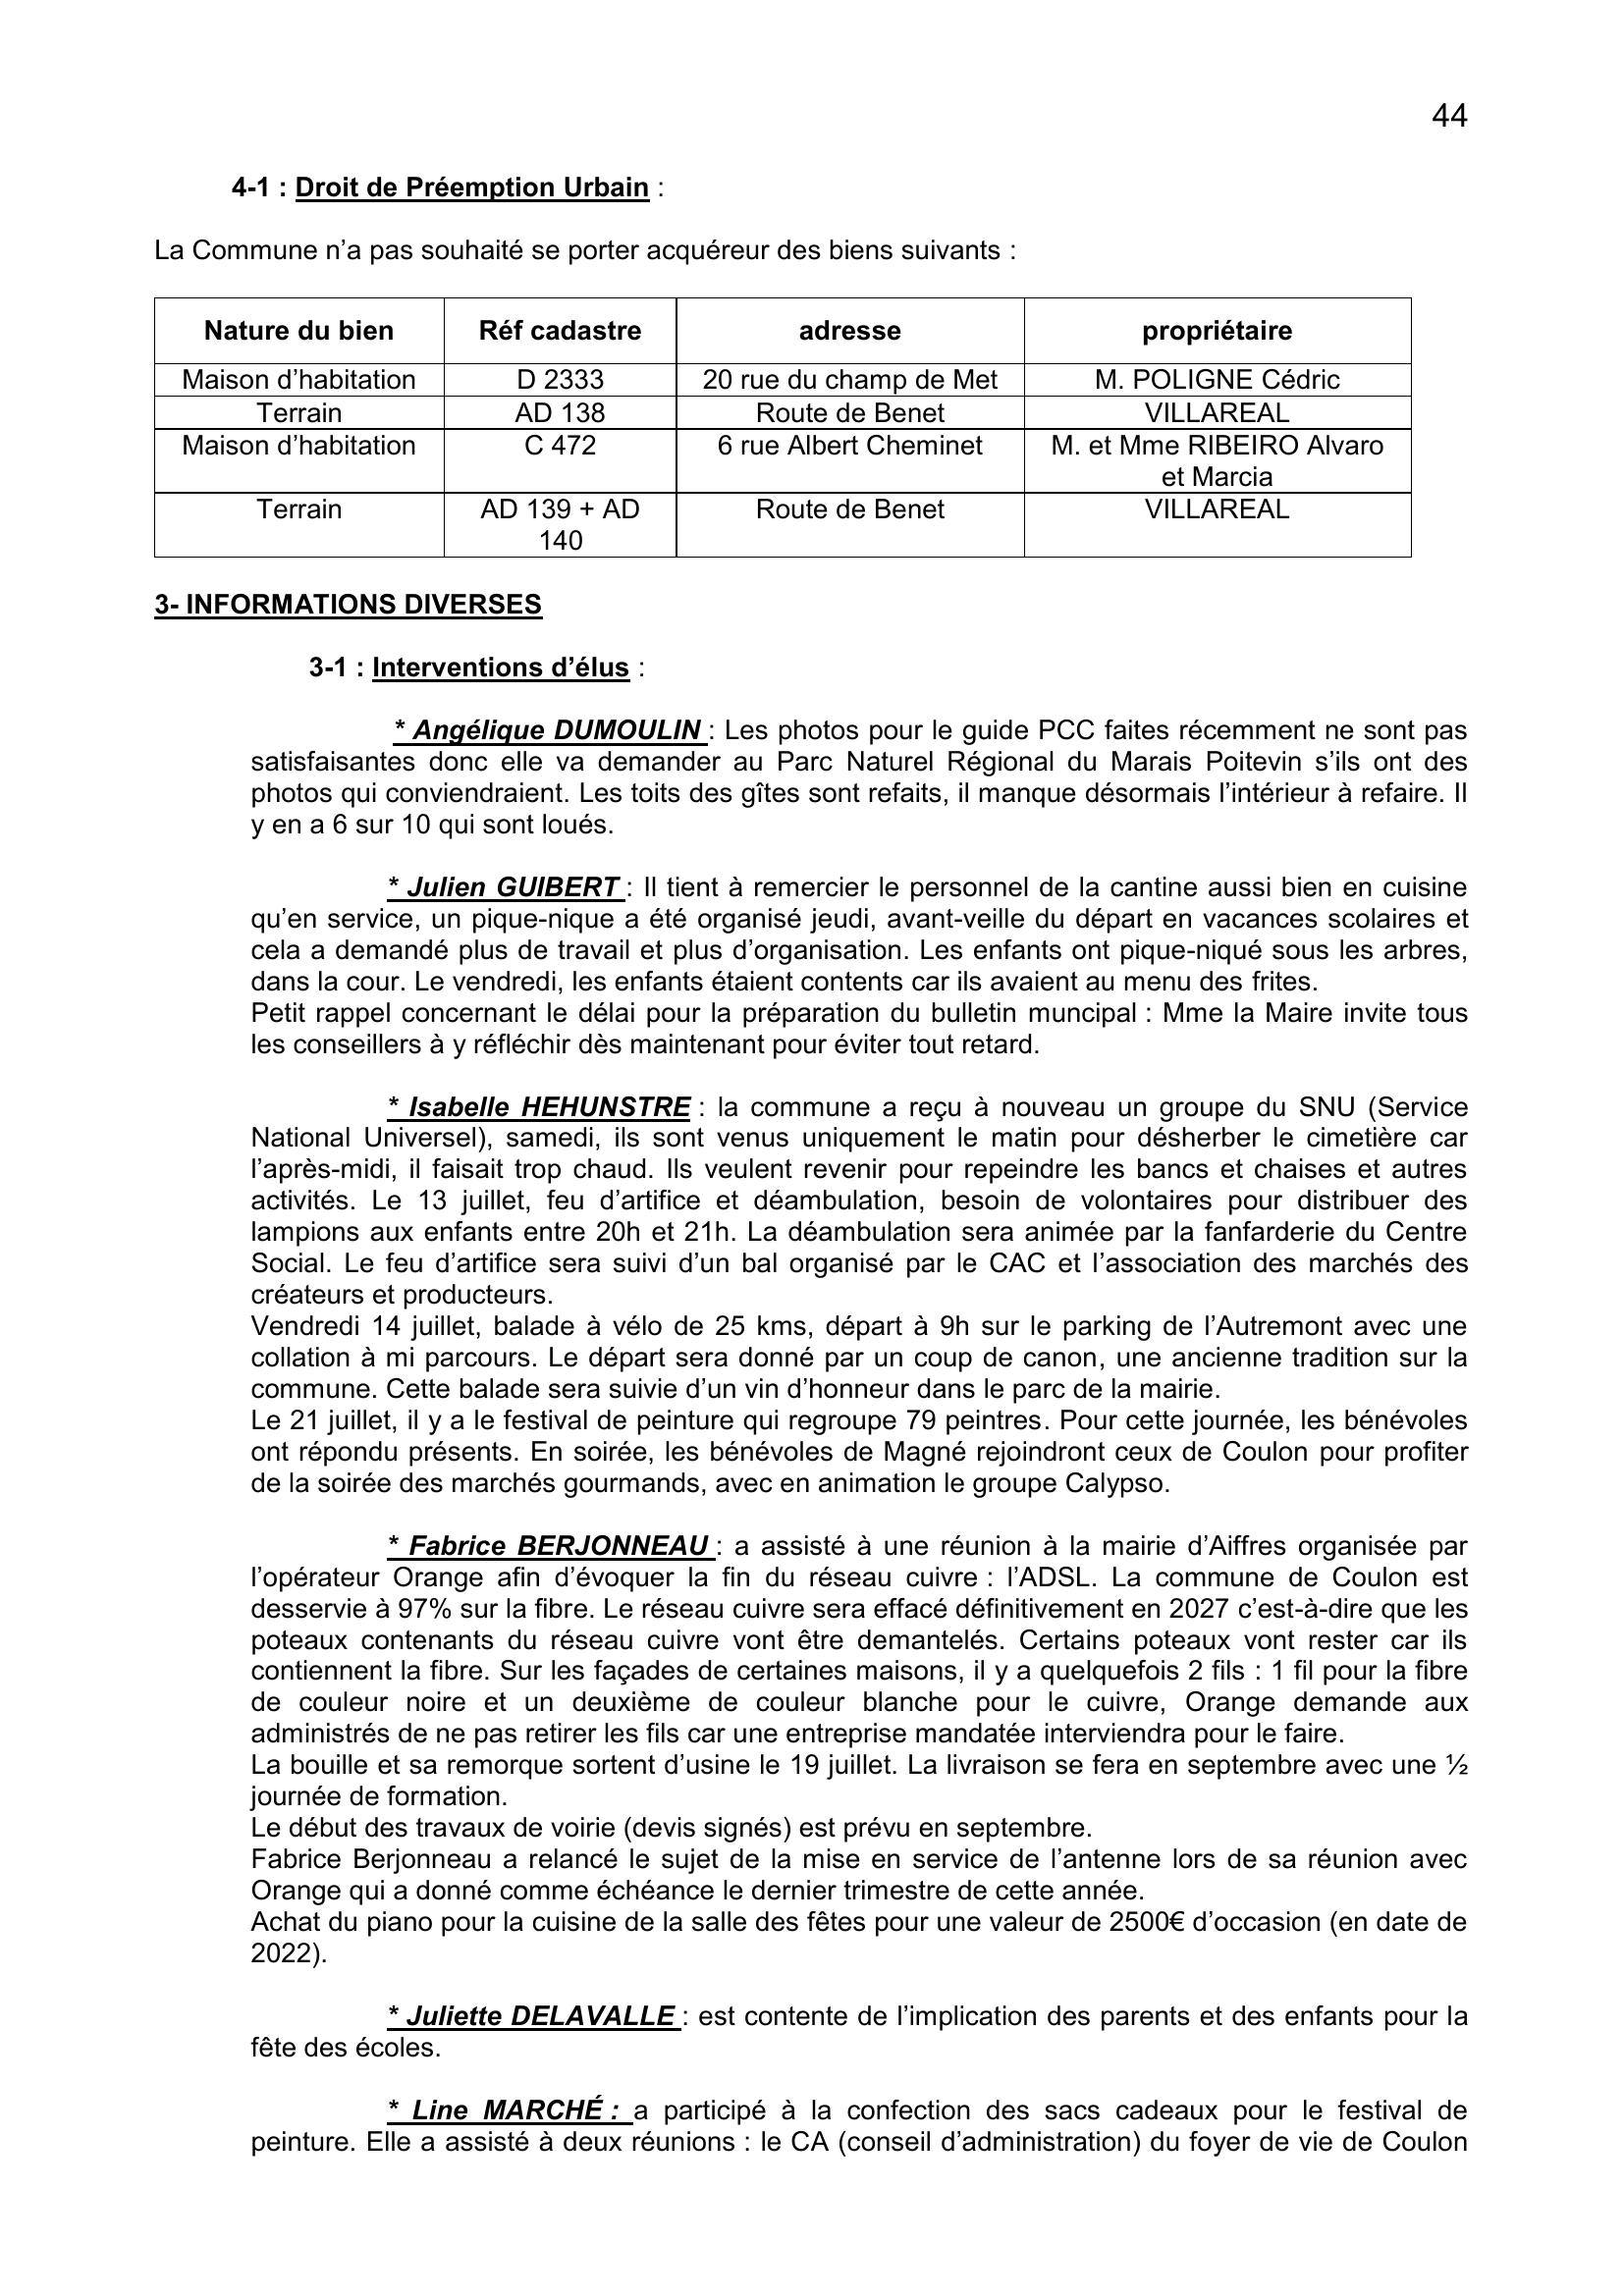 44
4-1 : Droit de Préemption Urbain :
La Commune n’a pas souhaité se porter acquéreur des biens suivants :
Nature du bien Réf cadastre adresse propriétaire
Maison d’habitation D 2333 20 rue du champ de Met M. POLIGNE Cédric
Terrain AD 138 Route de Benet VILLAREAL
Maison d’habitation C 472 6 rue Albert Cheminet M. et Mme RIBEIRO Alvaro
et Marcia
Terrain AD 139 + AD Route de Benet VILLAREAL
140
3- INFORMATIONS DIVERSES
3-1 : Interventions d’élus :
* Angélique DUMOULIN : Les photos pour le guide PCC faites récemment ne sont pas
satisfaisantes donc elle va demander au Parc Naturel Régional du Marais Poitevin s’ils ont des
photos qui conviendraient. Les toits des gîtes sont refaits, il manque désormais l’intérieur à refaire. Il
y en a 6 sur 10 qui sont loués.
* Julien GUIBERT : Il tient à remercier le personnel de la cantine aussi bien en cuisine
qu’en service, un pique-nique a été organisé jeudi, avant-veille du départ en vacances scolaires et
cela a demandé plus de travail et plus d’organisation. Les enfants ont pique-niqué sous les arbres,
dans la cour. Le vendredi, les enfants étaient contents car ils avaient au menu des frites.
Petit rappel concernant le délai pour la préparation du bulletin muncipal : Mme la Maire invite tous
les conseillers à y réfléchir dès maintenant pour éviter tout retard.
* Isabelle HEHUNSTRE : la commune a reçu à nouveau un groupe du SNU (Service
National Universel), samedi, ils sont venus uniquement le matin pour désherber le cimetière car
l’après-midi, il faisait trop chaud. Ils veulent revenir pour repeindre les bancs et chaises et autres
activités. Le 13 juillet, feu d’artifice et déambulation, besoin de volontaires pour distribuer des
lampions aux enfants entre 20h et 21h. La déambulation sera animée par la fanfarderie du Centre
Social. Le feu d’artifice sera suivi d’un bal organisé par le CAC et l’association des marchés des
créateurs et producteurs.
Vendredi 14 juillet, balade à vélo de 25 kms, départ à 9h sur le parking de l’Autremont avec une
collation à mi parcours. Le départ sera donné par un coup de canon, une ancienne tradition sur la
commune. Cette balade sera suivie d’un vin d’honneur dans le parc de la mairie.
Le 21 juillet, il y a le festival de peinture qui regroupe 79 peintres. Pour cette journée, les bénévoles
ont répondu présents. En soirée, les bénévoles de Magné rejoindront ceux de Coulon pour profiter
de la soirée des marchés gourmands, avec en animation le groupe Calypso.
* Fabrice BERJONNEAU : a assisté à une réunion à la mairie d’Aiffres organisée par
l’opérateur Orange afin d’évoquer la fin du réseau cuivre : l’ADSL. La commune de Coulon est
desservie à 97% sur la fibre. Le réseau cuivre sera effacé définitivement en 2027 c’est-à-dire que les
poteaux contenants du réseau cuivre vont être demantelés. Certains poteaux vont rester car ils
contiennent la fibre. Sur les façades de certaines maisons, il y a quelquefois 2 fils : 1 fil pour la fibre
de couleur noire et un deuxième de couleur blanche pour le cuivre, Orange demande aux
administrés de ne pas retirer les fils car une entreprise mandatée interviendra pour le faire.
La bouille et sa remorque sortent d’usine le 19 juillet. La livraison se fera en septembre avec une ½
journée de formation.
Le début des travaux de voirie (devis signés) est prévu en septembre.
Fabrice Berjonneau a relancé le sujet de la mise en service de l’antenne lors de sa réunion avec
Orange qui a donné comme échéance le dernier trimestre de cette année.
Achat du piano pour la cuisine de la salle des fêtes pour une valeur de 2500€ d’occasion (en date de
2022).
* Juliette DELAVALLE : est contente de l’implication des parents et des enfants pour la
fête des écoles.
* Line MARCHÉ : a participé à la confection des sacs cadeaux pour le festival de
peinture. Elle a assisté à deux réunions : le CA (conseil d’administration) du foyer de vie de Coulon